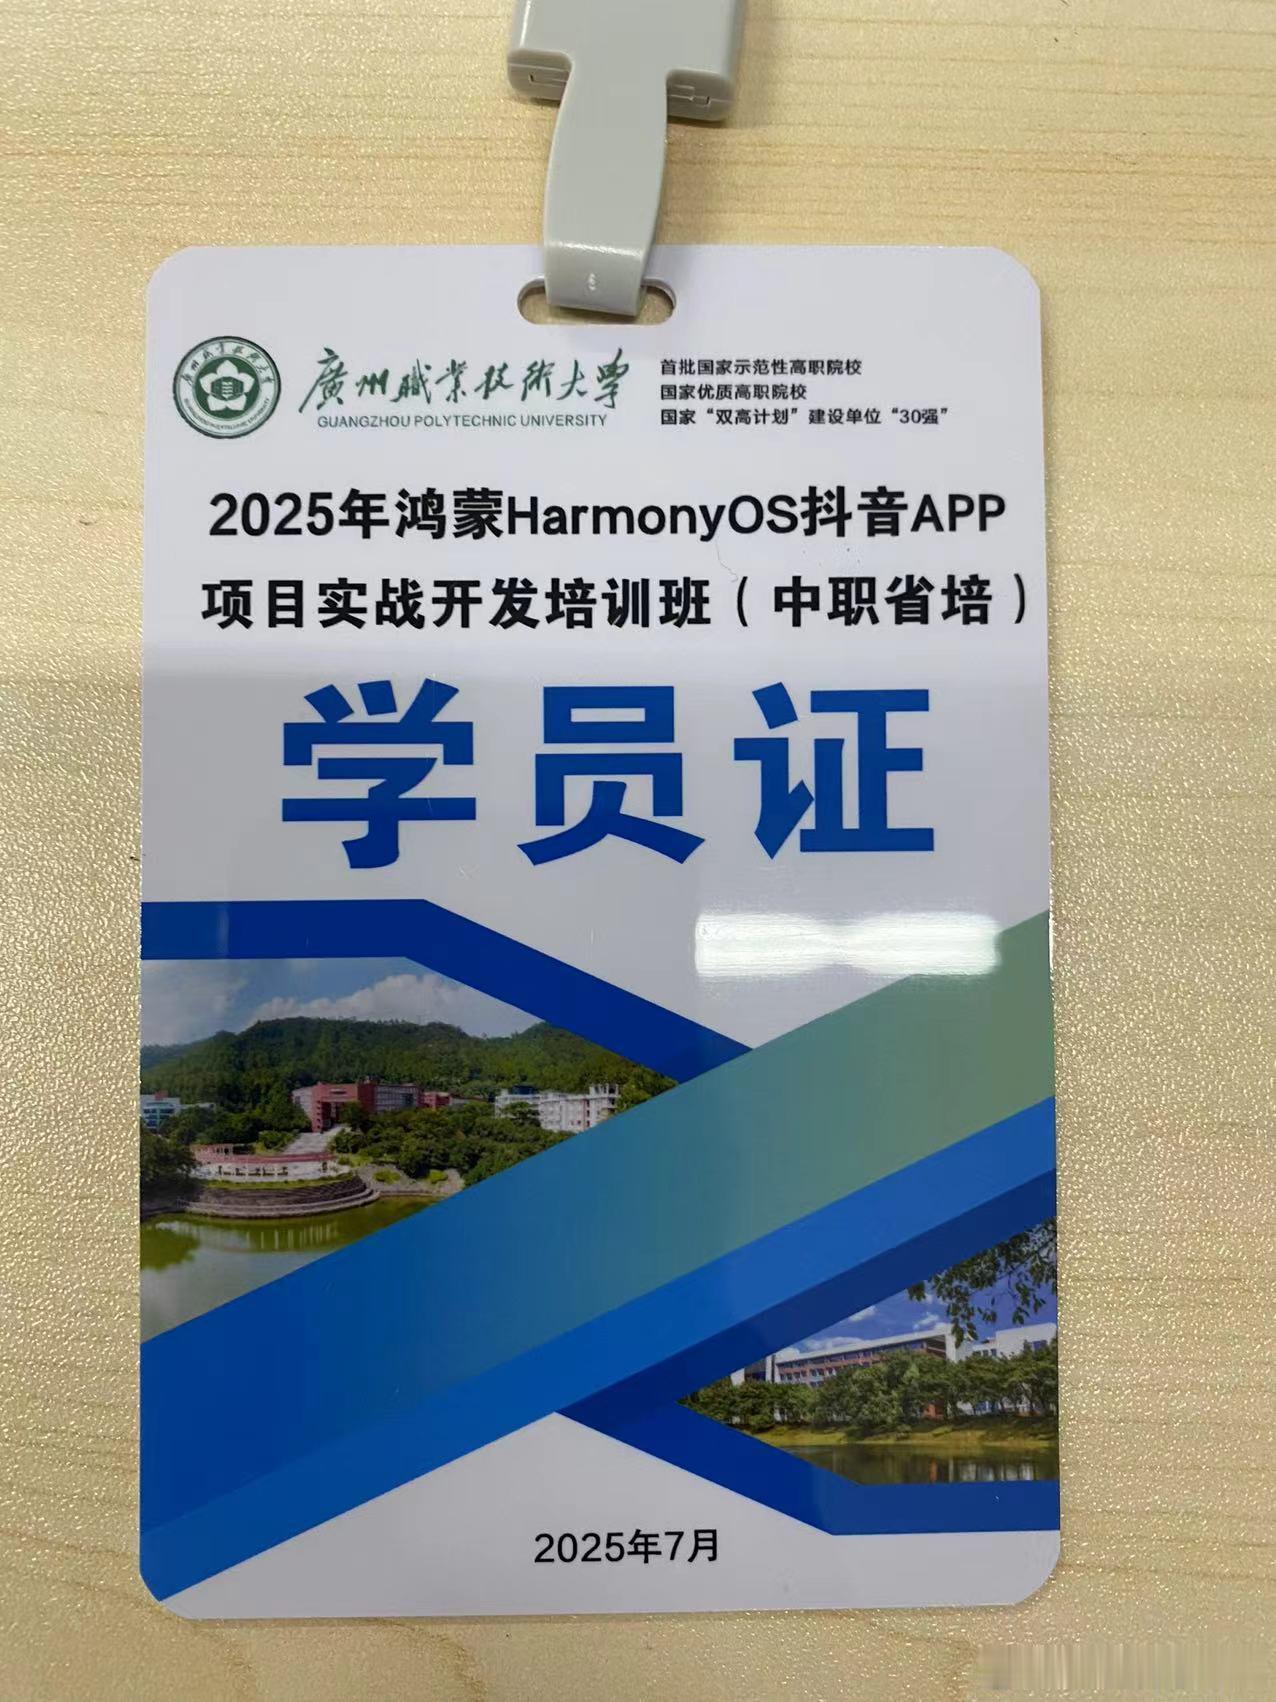 廣州職業技術大學
GUANGZHOU POLYTECHNIC UNIVERSITY
首批国家示范性高职院校
国家优质高职院校
国家“双高计划”建设单位“30强”
2025年鸿蒙HarmonyOS抖音APP
项目实战开发培训班（中职省培）
学员证
2025年7月